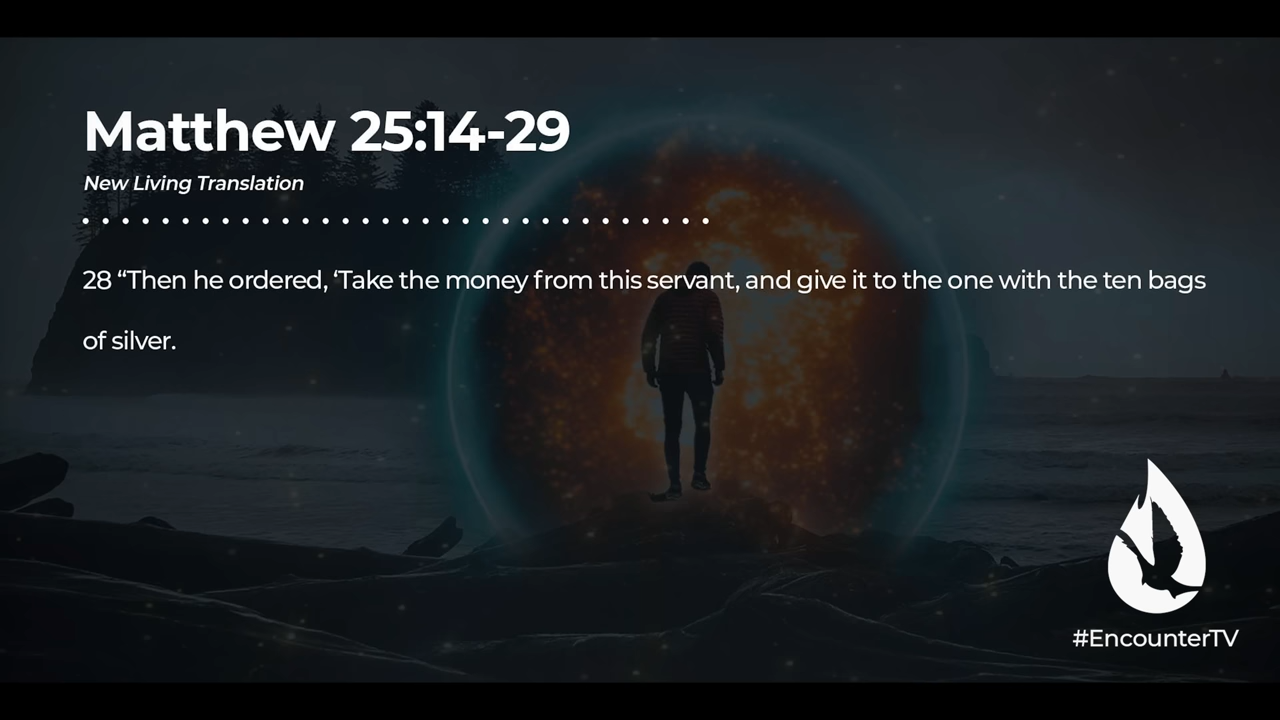 Matthew 25:14-29
New Living Translation
28 “Then he ordered, ‘Take the money from this servant, and give it to the one with the ten bags
of silver.
#EncounterTV